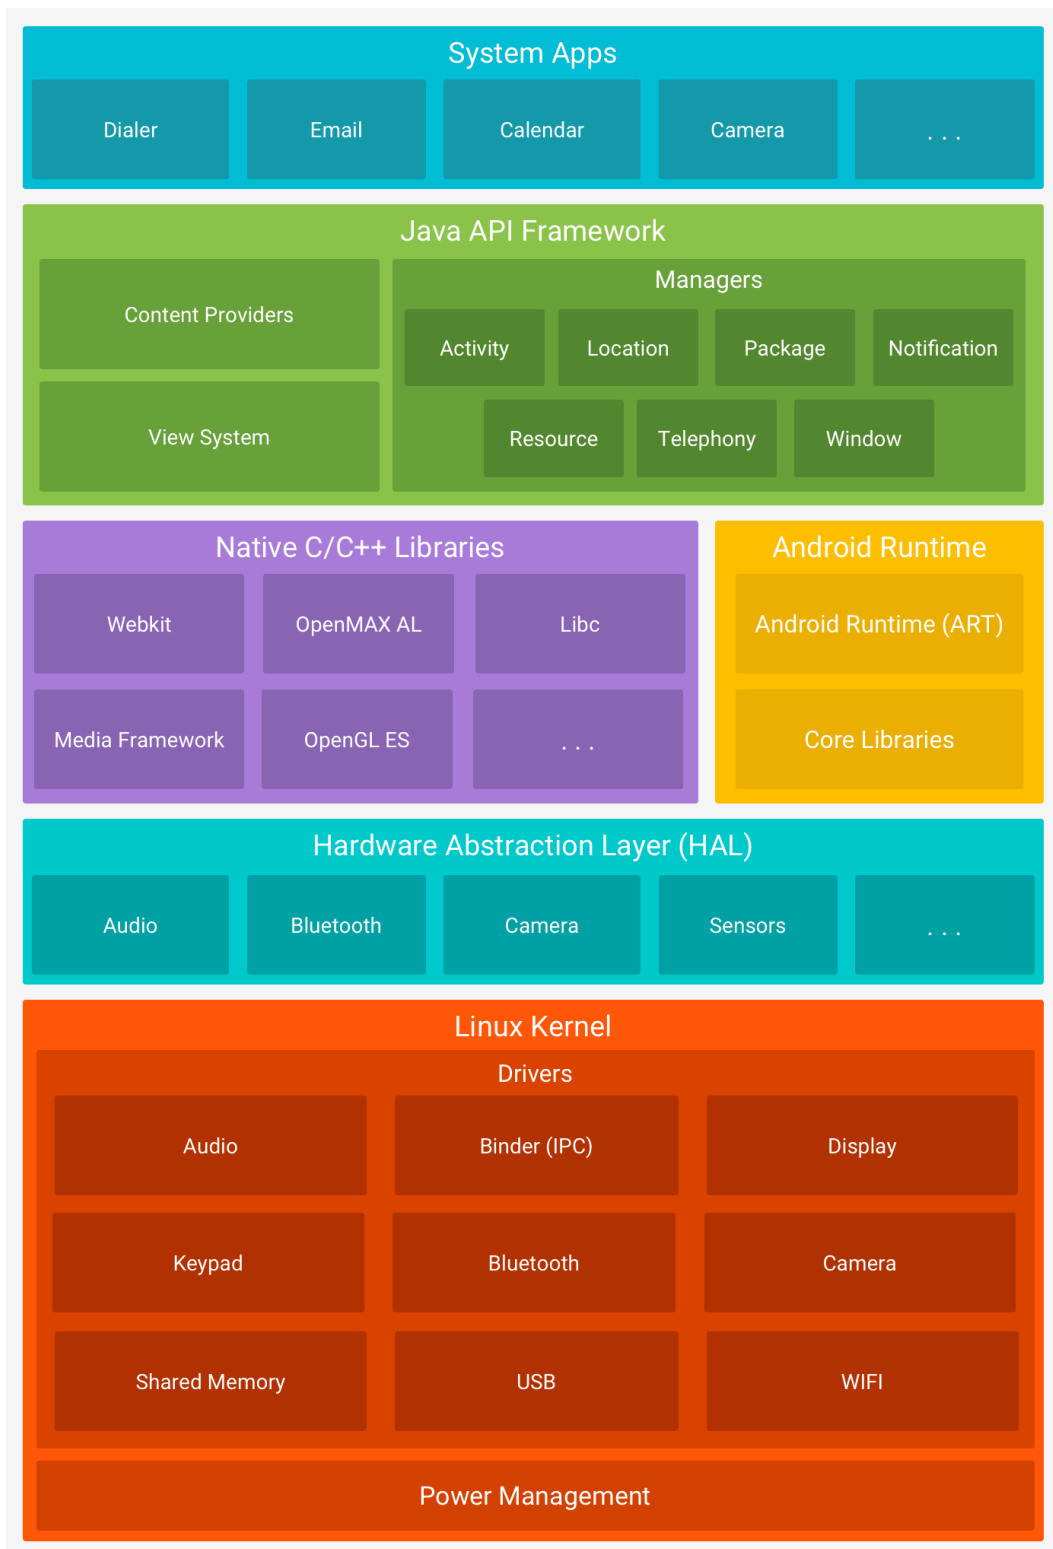 System Apps
Dialer
Email
Calendar
Camera
. . .
Java API Framework
Content Providers
View System
Managers
Activity
Location
Package
Notification
Resource
Telephony
Window
Native C/C++ Libraries
Webkit
OpenMAX AL
Libc
Media Framework
OpenGL ES
. . .
Android Runtime
Android Runtime (ART)
Core Libraries
Hardware Abstraction Layer (HAL)
Audio
Bluetooth
Camera
Sensors
. . .
Linux Kernel
Drivers
Audio
Binder (IPC)
Display
Keypad
Bluetooth
Camera
Shared Memory
USB
WIFI
Power Management